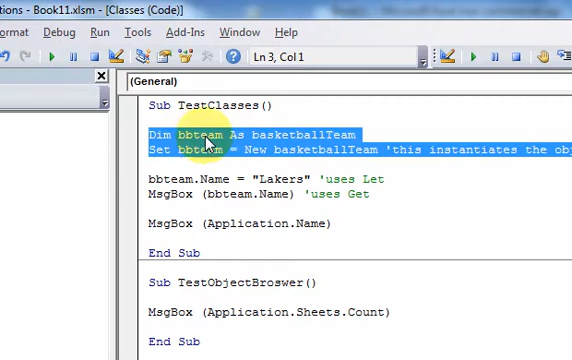 ions - Book11.xlsm - [Classes (Code)]
ormat Debug Run Tools Add-Ins Window Help
Ln 3, Col 1
(General)
Sub TestClasses()
Dim bbteam As basketballTeam
Set bbteam = New basketballTeam 'this instantiates the obj
bbteam.Name = "Lakers" 'uses Let
MsgBox (bbteam.Name) 'uses Get
MsgBox (Application.Name)
End Sub
Sub TestObjectBroswer()
MsgBox (Application.Sheets.Count)
End Sub